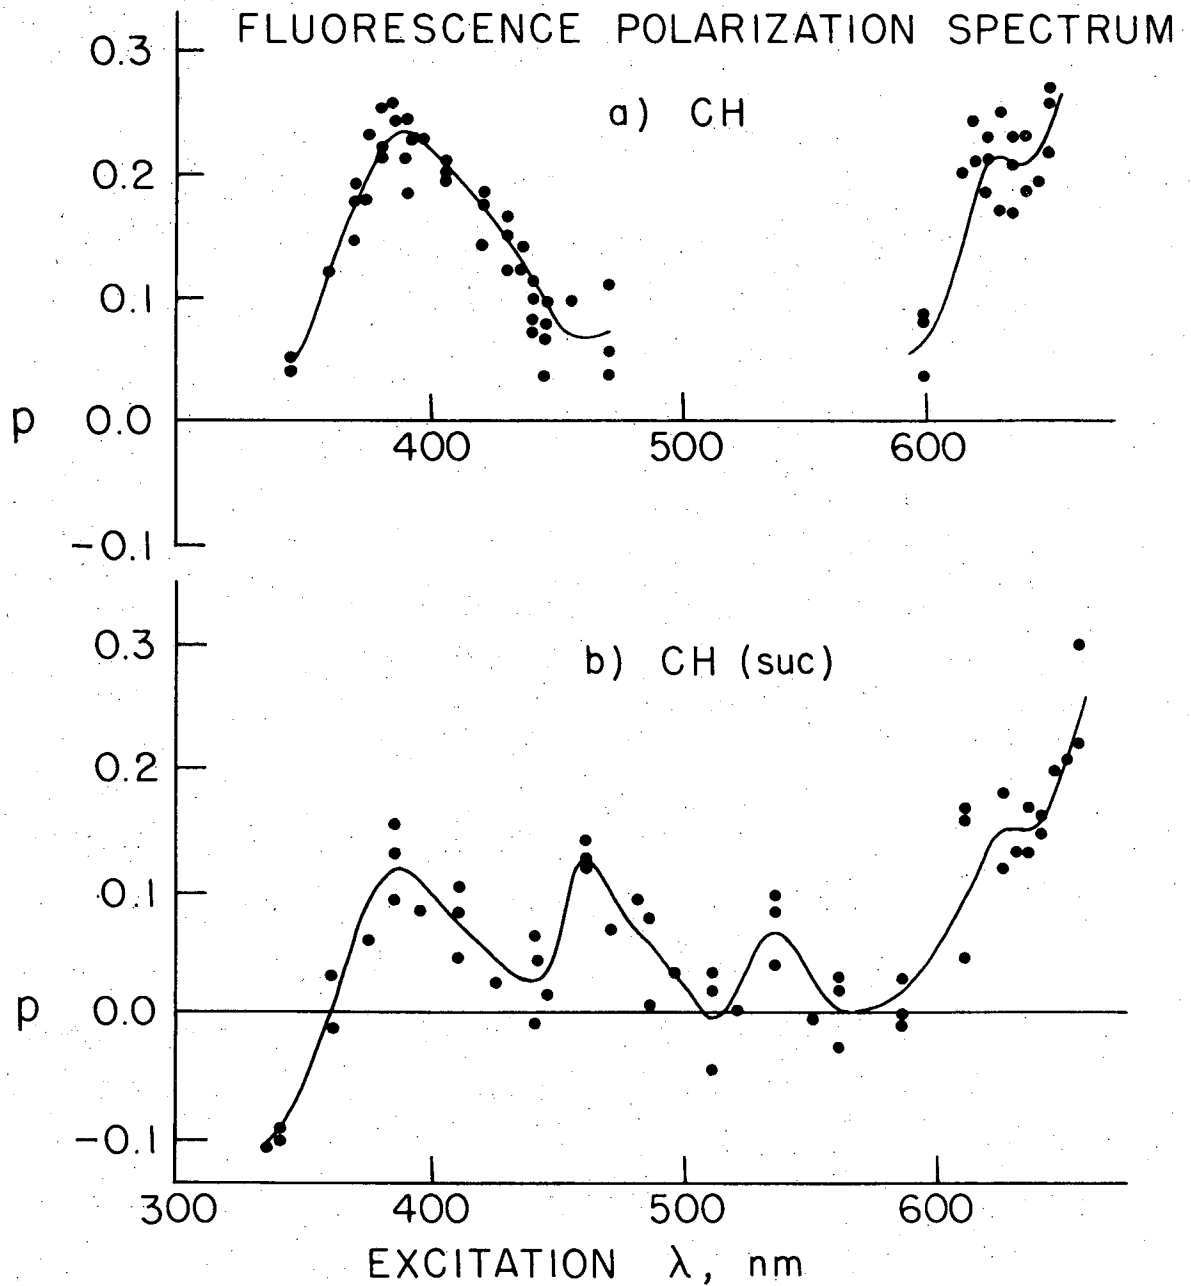 FLUORESCENCE POLARIZATION SPECTRUM
0.3
a) CH
0.2
0.1
p 0.0
400 500 600
-0.1
0.3
b) CH (suc)
0.2
0.1
p 0.0
-0.1
300 400 500 600
EXCITATION λ, nm